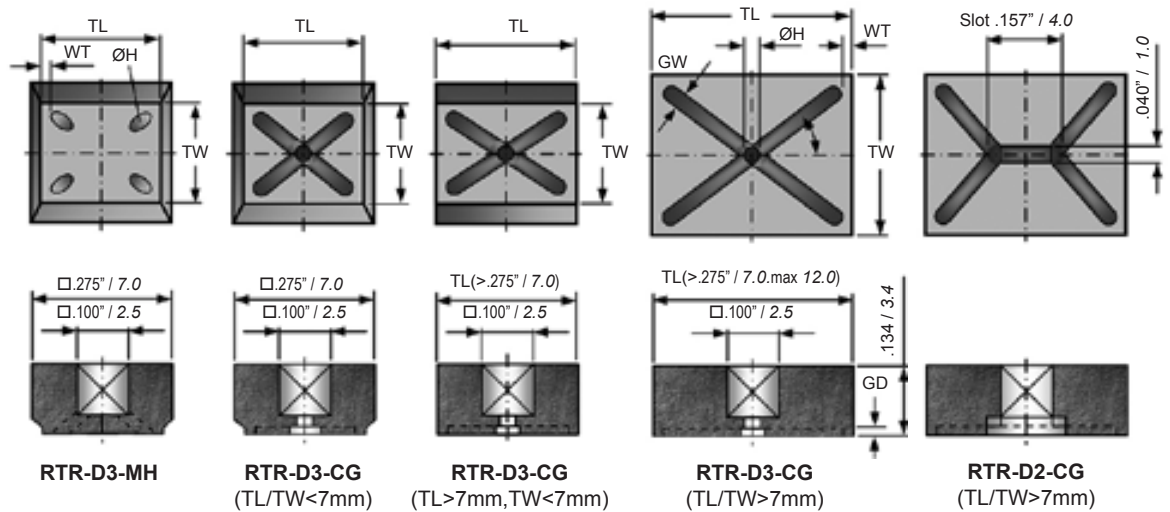 TL
WT ØH
TW
TL
TW
TL
TW
TL
ØH WT
GW
TW
Slot .157” / 4.0
.040” / 1.0
□.275” / 7.0
□.100” / 2.5
□.275” / 7.0
□.100” / 2.5
TL(>.275” / 7.0)
□.100” / 2.5
TL(>.275” / 7.0.max 12.0)
□.100” / 2.5
.134 / 3.4
GD
RTR-D3-MH
RTR-D3-CG
(TL/TW<7mm)
RTR-D3-CG
(TL>7mm,TW<7mm)
RTR-D3-CG
(TL/TW>7mm)
RTR-D2-CG
(TL/TW>7mm)